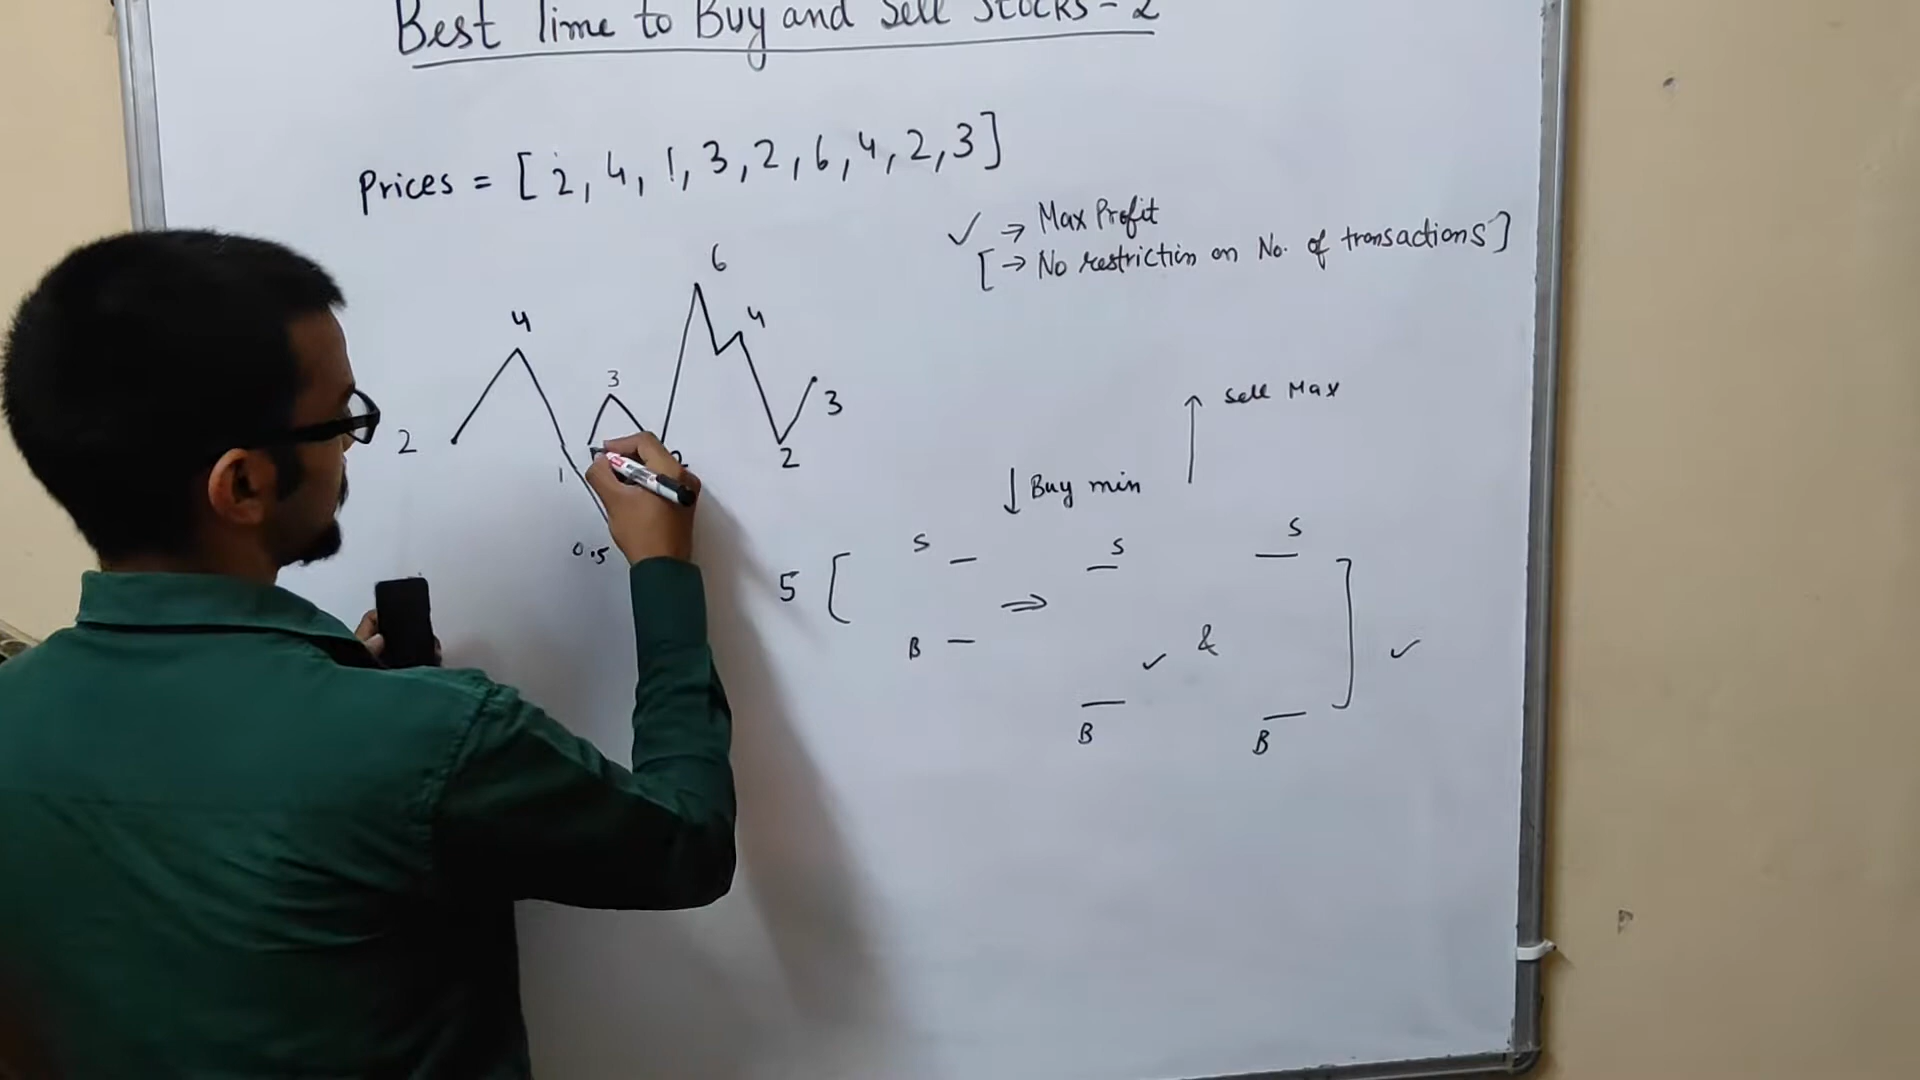 Best Time to Buy and Sell Stocks - 2
Prices = [ 2, 4, 1, 3, 2, 6, 4, 2, 3 ]
✓ → Max Profit
[ → No restriction on No. of transactions ]
6
4
4
3
3
2
2
2
1
0.5
↑ Sell Max
↓ Buy min
S
S
S
5 [
⇒
✓ & ] ✓
B
B
B